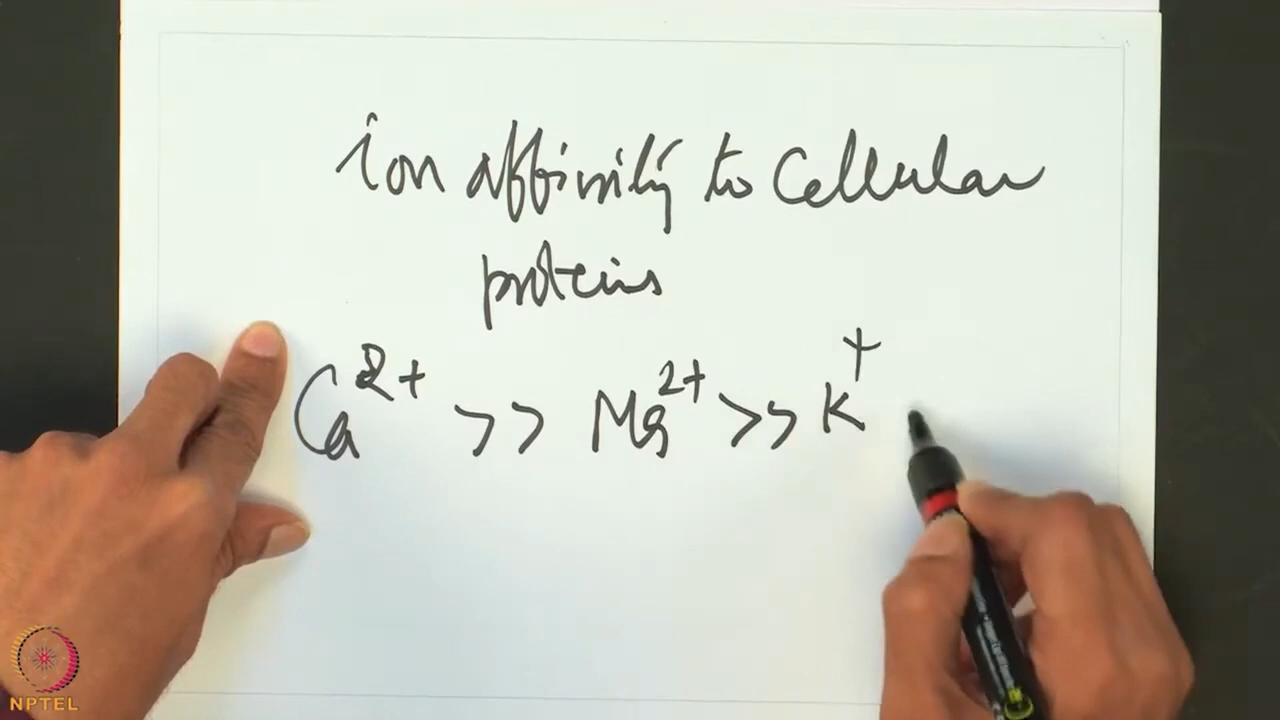 ion affinity to Cellular
proteins
Ca²⁺ >> Mg²⁺ >> K⁺
NPTEL